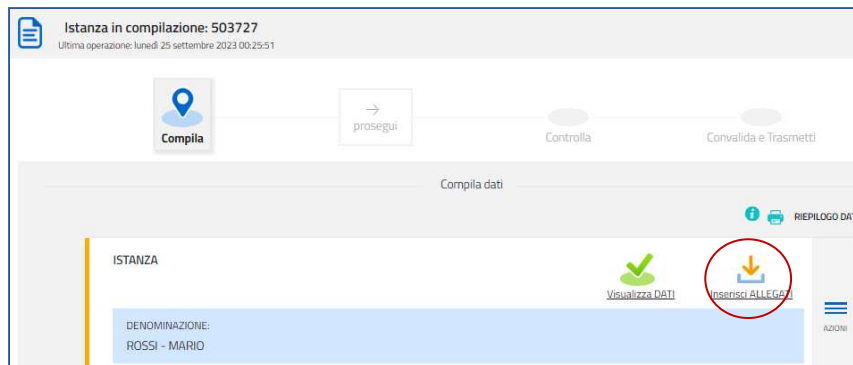 Istanza in compilazione: 503727
Ultima operazione: lunedì 25 settembre 2023 00:25:51
Compila
prosegui
Controlla
Convalida e Trasmetti
Compila dati
RIEPILOGO DAT
ISTANZA
Visualizza DATI
Inserisci ALLEGATI
DENOMINAZIONE:
ROSSI - MARIO
AZIONI